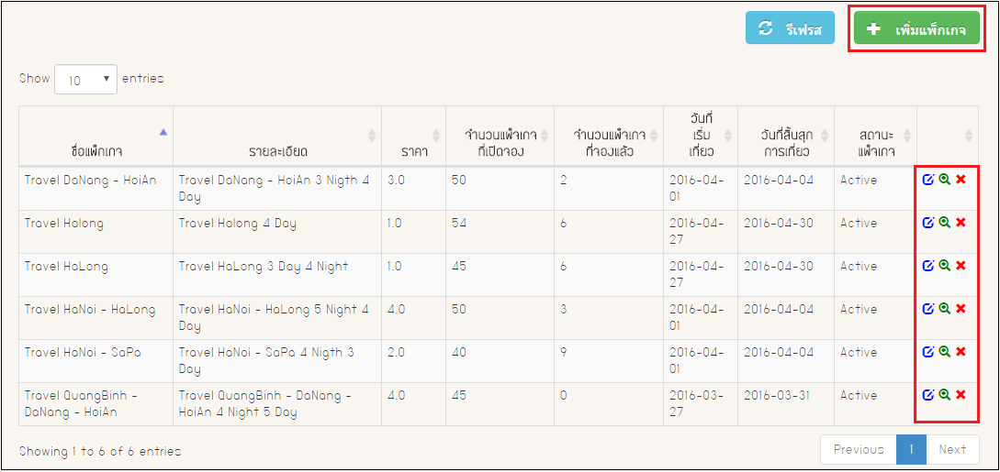 รีเฟรส
เพิ่มแพ็กเกจ
Show 10 entries
ชื่อแพ็กเกจ
รายละเอียด
ราคา
จำนวนแพ็จเกจ
ที่เปิดจอง
จำนวนแพ็จเกจ
ที่จองแล้ว
วันที่
เริ่ม
เที่ยว
วันที่สิ้นสุก
การเที่ยว
สถานะ
แพ็จเกจ
Travel DaNang - HoiAn
Travel DaNang - HoiAn 3 Nigth 4
Day
3.0
50
2
2016-04-
01
2016-04-04
Active
Travel Halong
Travel Halong 4 Day
1.0
54
6
2016-04-
27
2016-04-30
Active
Travel HaLong
Travel HaLong 3 Day 4 Night
1.0
45
6
2016-04-
27
2016-04-30
Active
Travel HaNoi - HaLong
Travel HaNoi - HaLong 5 Night 4
Day
4.0
50
3
2016-04-
01
2016-04-04
Active
Travel HaNoi - SaPa
Travel HaNoi - SaPa 4 Nigth 3
Day
2.0
40
9
2016-04-
01
2016-04-04
Active
Travel QuangBinh -
DaNang - HoiAn
Travel QuangBinh - DaNang -
HoiAn 4 Night 5 Day
4.0
45
0
2016-03-
27
2016-03-31
Active
Showing 1 to 6 of 6 entries
Previous 1 Next